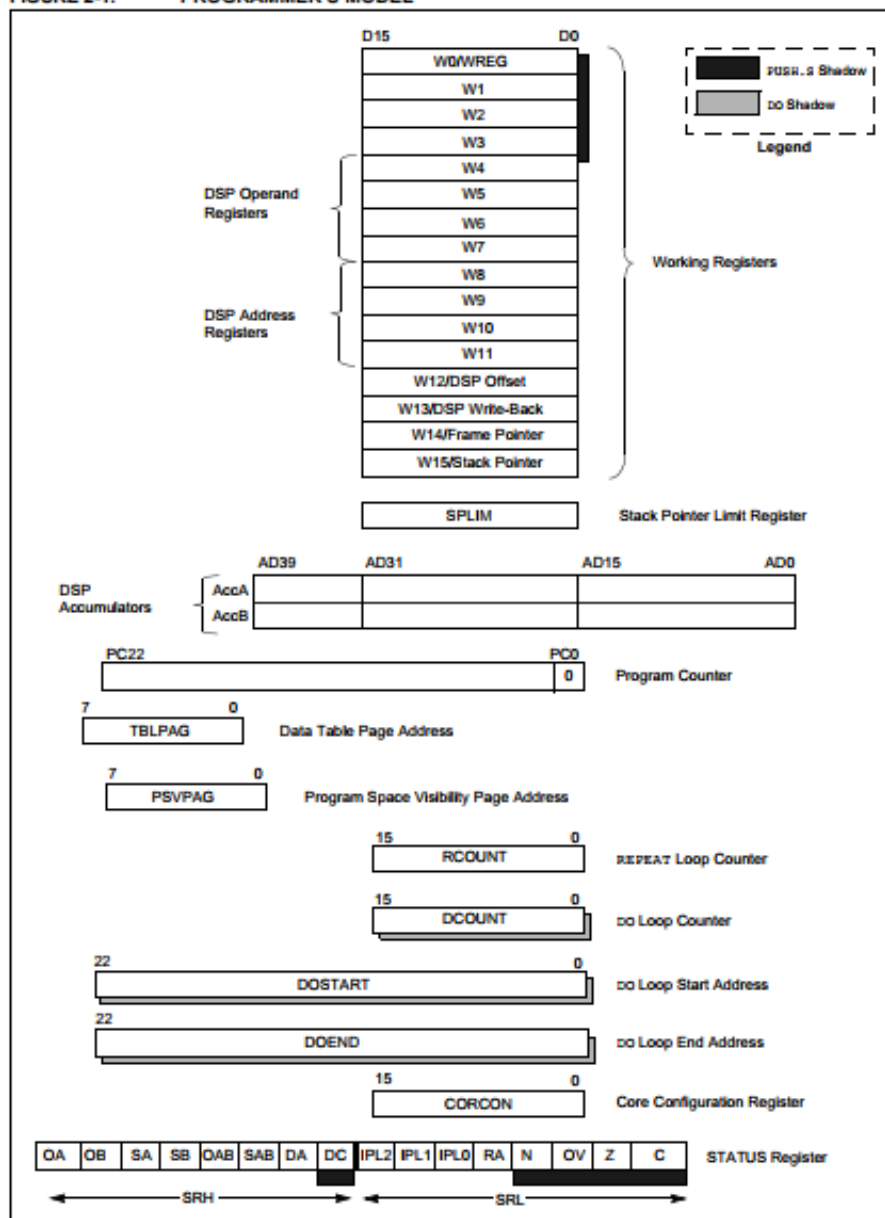 FIGURE 2-1: PROGRAMMER'S MODEL
D15 D0
W0/WREG
W1
W2
W3
W4
W5
W6
W7
W8
W9
W10
W11
W12/DSP Offset
W13/DSP Write-Back
W14/Frame Pointer
W15/Stack Pointer
DSP Operand
Registers
DSP Address
Registers
Working Registers
PUSH.S Shadow
DO Shadow
Legend
SPLIM Stack Pointer Limit Register
AD39 AD31 AD15 AD0
DSP
Accumulators
AccA
AccB
PC22 PC0
0 Program Counter
7 0
TBLPAG Data Table Page Address
7 0
PSVPAG Program Space Visibility Page Address
15 0
RCOUNT REPEAT Loop Counter
15 0
DCOUNT DO Loop Counter
22 0
DOSTART DO Loop Start Address
22
DOEND DO Loop End Address
15 0
CORCON Core Configuration Register
OA OB SA SB OAB SAB DA DC IPL2 IPL1 IPL0 RA N OV Z C STATUS Register
SRH SRL